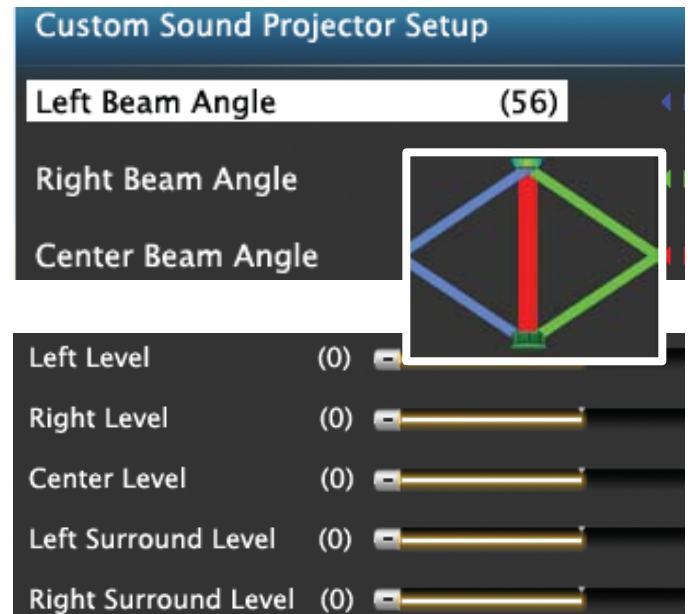 Custom Sound Projector Setup
Left Beam Angle (56)
Right Beam Angle
Center Beam Angle
Left Level (0) -
Right Level (0) -
Center Level (0) -
Left Surround Level (0) -
Right Surround Level (0) -